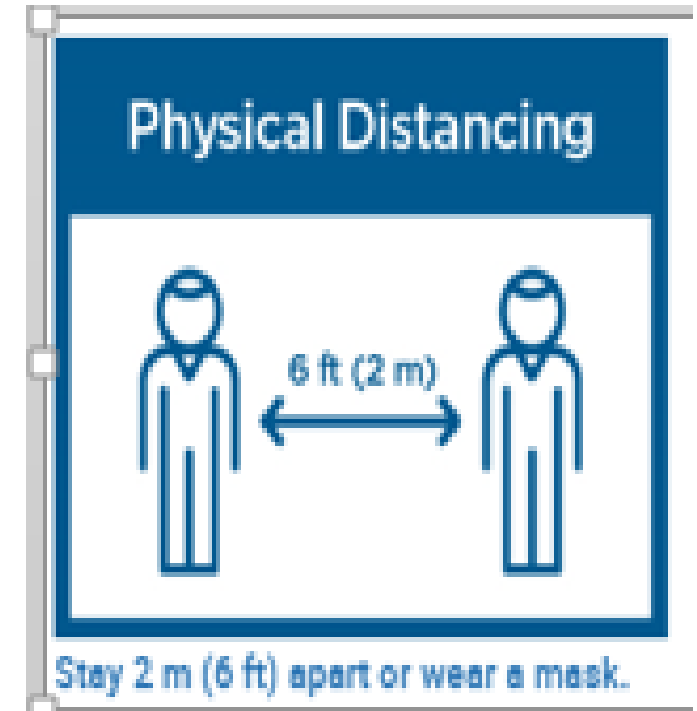 Physical Distancing
6 ft (2 m)
Stay 2 m (6 ft) apart or wear a mask.